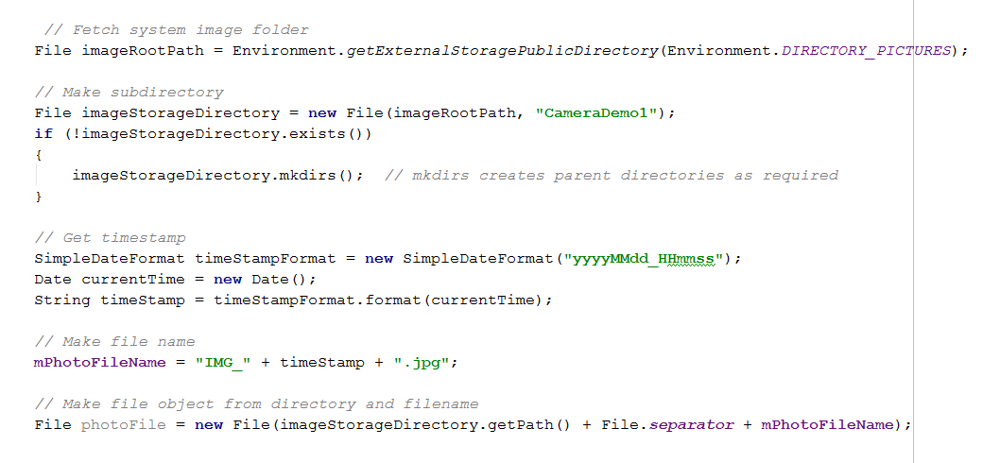 // Fetch system image folder
File imageRootPath = Environment.getExternalStoragePublicDirectory(Environment.DIRECTORY_PICTURES);
// Make subdirectory
File imageStorageDirectory = new File(imageRootPath, "CameraDemo1");
if (!imageStorageDirectory.exists())
{
imageStorageDirectory.mkdirs();  // mkdirs creates parent directories as required
}
// Get timestamp
SimpleDateFormat timeStampFormat = new SimpleDateFormat("yyyyMMdd_HHmmss");
Date currentTime = new Date();
String timeStamp = timeStampFormat.format(currentTime);
// Make file name
mPhotoFileName = "IMG_" + timeStamp + ".jpg";
// Make file object from directory and filename
File photoFile = new File(imageStorageDirectory.getPath() + File.separator + mPhotoFileName);